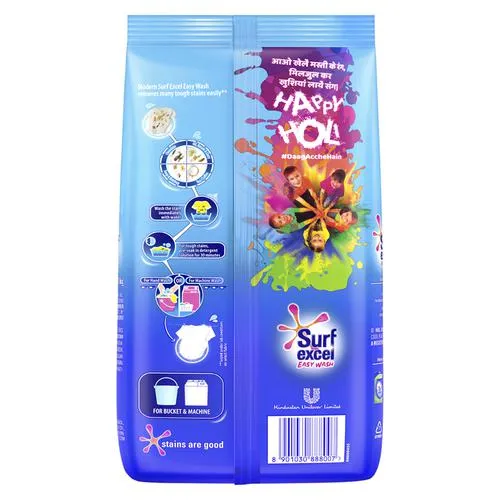 Modern Surf Excel Easy Wash
removes many tough stains easily**
Wash the stain
immediately
with water
For tough stains,
pre-soak in detergent
solution for 30 minutes
For Hand Wash
OR
For Machine Wash
FOR BUCKET & MACHINE
stains are good
आओ खेलें मस्ती के रंग,
मिलजुल कर
खुशियां लायें संग।
HAPPY
HOLI
#DaagAccheHain
Surf
excel
EASY WASH
Hindustan Unilever Limited
8 901030 888007